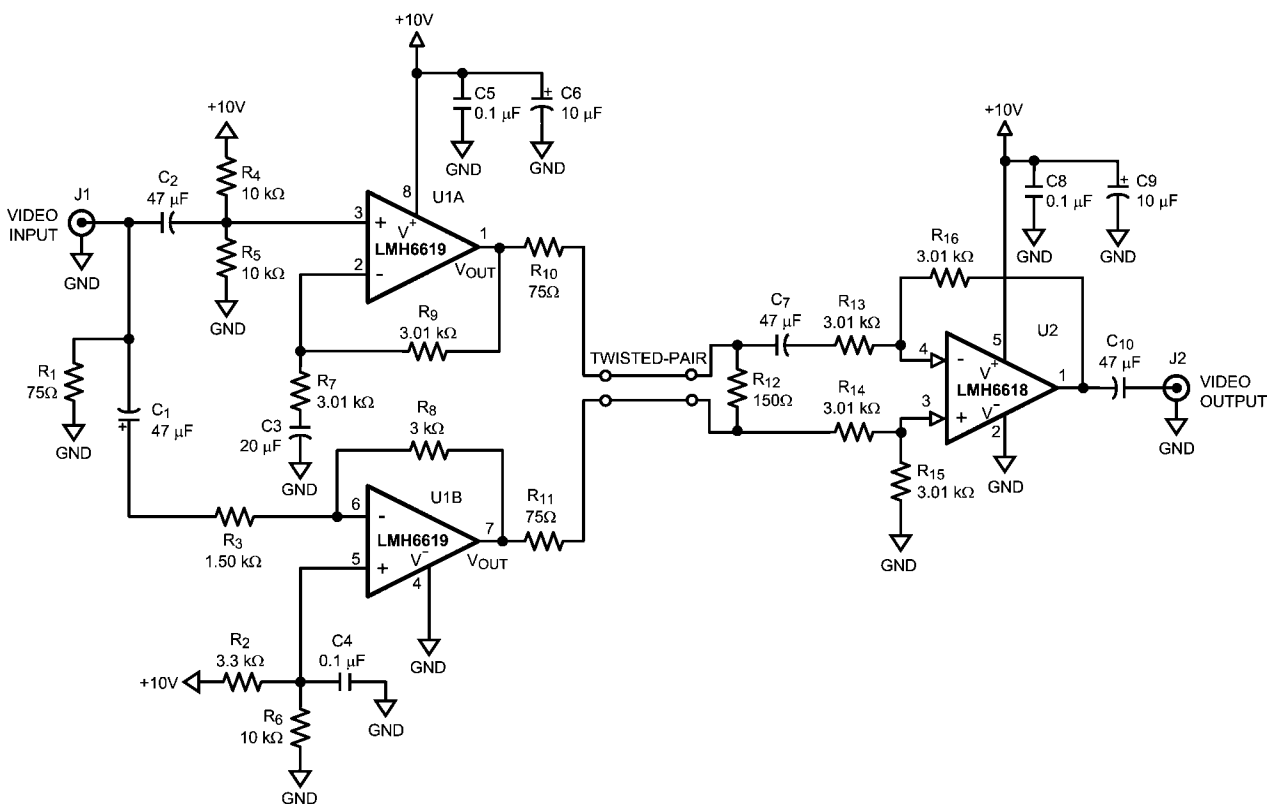 +10V
C5
0.1 µF
+
C6
10 µF
GND
GND
+10V
R4
10 kΩ
C2
47 µF
J1
VIDEO
INPUT
GND
R5
10 kΩ
GND
8
U1A
3
+
V+
LMH6619
2
-
1
VOUT
R10
75Ω
R9
3.01 kΩ
R7
3.01 kΩ
C3
20 µF
GND
R1
75Ω
GND
C1
47 µF
+
R8
3 kΩ
R3
1.50 kΩ
U1B
6
-
LMH6619
5
+
V-
4
7
VOUT
R11
75Ω
GND
R2
3.3 kΩ
+10V
C4
0.1 µF
GND
R6
10 kΩ
GND
TWISTED-PAIR
R12
150Ω
C7
47 µF
R13
3.01 kΩ
R14
3.01 kΩ
R15
3.01 kΩ
GND
R16
3.01 kΩ
+10V
C8
0.1 µF
+
C9
10 µF
GND
GND
U2
5
4
-
V+
LMH6618
3
+
V-
2
1
GND
C10
47 µF
J2
VIDEO
OUTPUT
GND